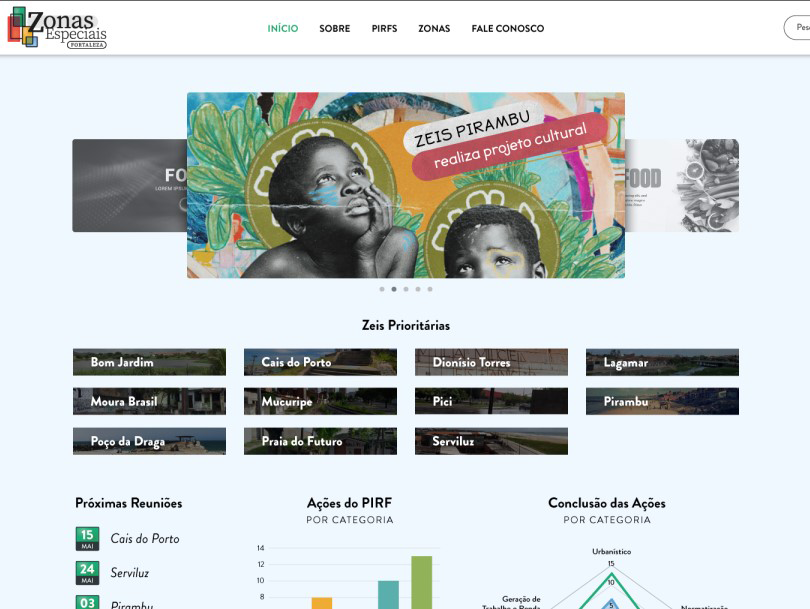 Zonas
Especiais
FORTALEZA
INÍCIO
SOBRE
PIRFS
ZONAS
FALE CONOSCO
ZEIS PIRAMBU
realiza projeto cultural
FO
FOOD
Zeis Prioritárias
Bom Jardim
Cais do Porto
Dionísio Torres
Lagamar
Moura Brasil
Mucuripe
Pici
Pirambu
Poço da Draga
Praia do Futuro
Serviluz
Próximas Reuniões
15
MAI
Cais do Porto
24
MAI
Serviluz
03
Pirambu
Ações do PIRF
POR CATEGORIA
14
12
10
8
Conclusão das Ações
POR CATEGORIA
Urbanístico
15
10
5
Geração de
Trabalho e Renda
Normatização